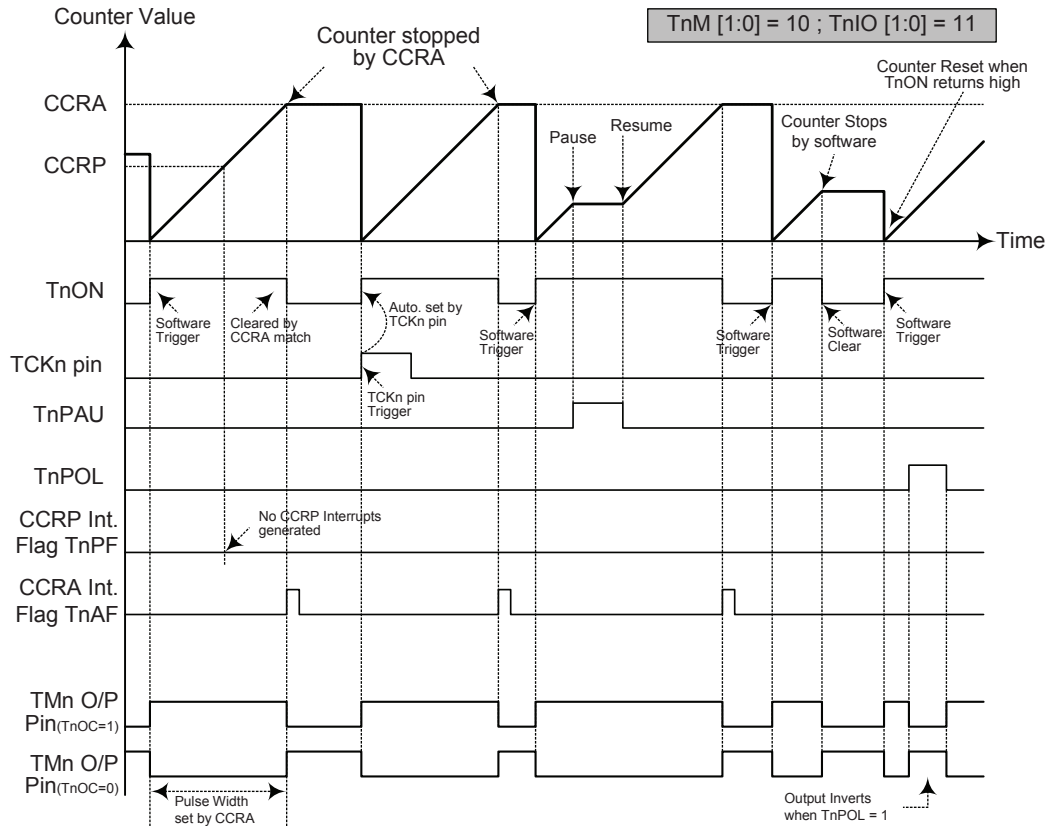 Counter Value
TnM [1:0] = 10 ; TnIO [1:0] = 11
Counter stopped
by CCRA
Counter Reset when
TnON returns high
CCRA
Counter Stops
by software
Pause
Resume
CCRP
Time
TnON
Software
Trigger
Cleared by
CCRA match
Auto. set by
TCKn pin
Software
Trigger
Software
Trigger
Software
Clear
Software
Trigger
TCKn pin
TCKn pin
Trigger
TnPAU
TnPOL
CCRP Int.
Flag TnPF
No CCRP Interrupts
generated
CCRA Int.
Flag TnAF
TMn O/P
Pin(TnOC=1)
TMn O/P
Pin(TnOC=0)
Pulse Width
set by CCRA
Output Inverts
when TnPOL = 1